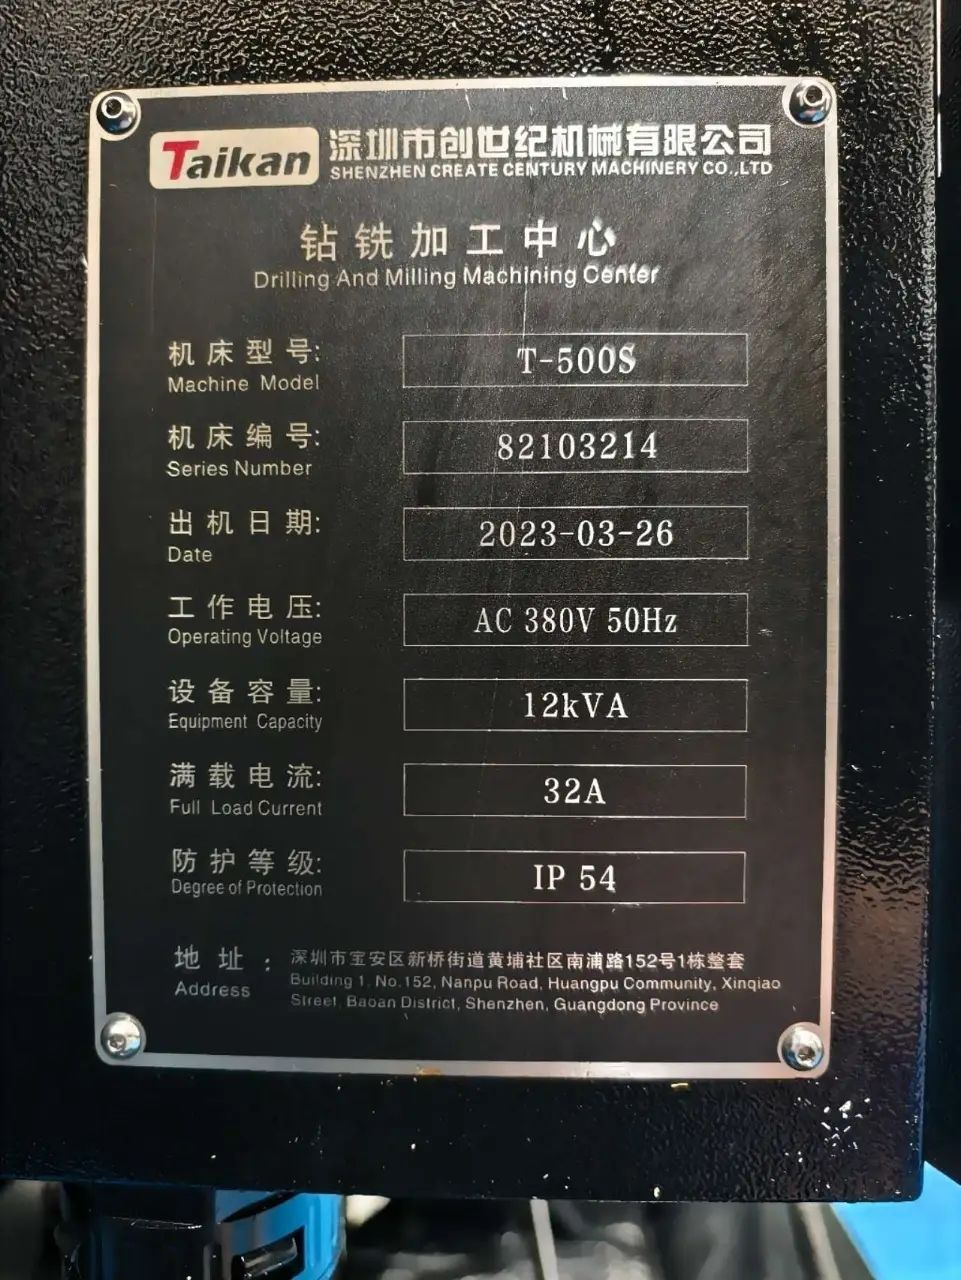 Taikan 深圳市创世纪机械有限公司
SHENZHEN CREATE CENTURY MACHINERY CO.,LTD
钻铣加工中心
Drilling And Milling Machining Center
机床型号: T-500S
Machine Model
机床编号: 82103214
Series Number
出机日期: 2023-03-26
Date
工作电压: AC 380V 50Hz
Operating Voltage
设备容量: 12kVA
Equipment Capacity
满载电流: 32A
Full Load Current
防护等级: IP 54
Degree of Protection
地址: 深圳市宝安区新桥街道黄埔社区南浦路152号1栋整套
Address Building 1, No.152, Nanpu Road, Huangpu Community, Xinqiao
Street, Baoan District, Shenzhen, Guangdong Province